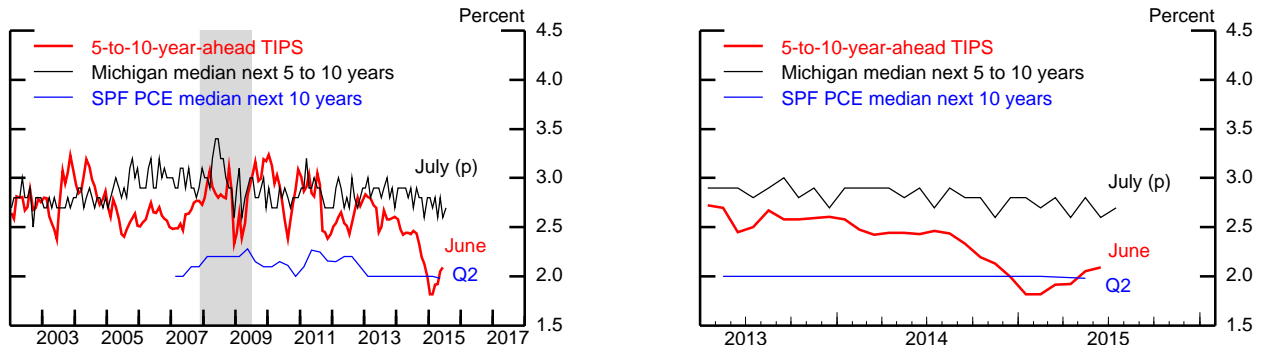 Percent
4.5
5-to-10-year-ahead TIPS
Michigan median next 5 to 10 years
4.0
SPF PCE median next 10 years
3.5
July (p)
3.0
2.5
June
Q2
2.0
1.5
2003 2005 2007 2009 2011 2013 2015 2017
Percent
4.5
5-to-10-year-ahead TIPS
Michigan median next 5 to 10 years
4.0
SPF PCE median next 10 years
3.5
July (p)
3.0
2.5
June
Q2
2.0
1.5
2013 2014 2015